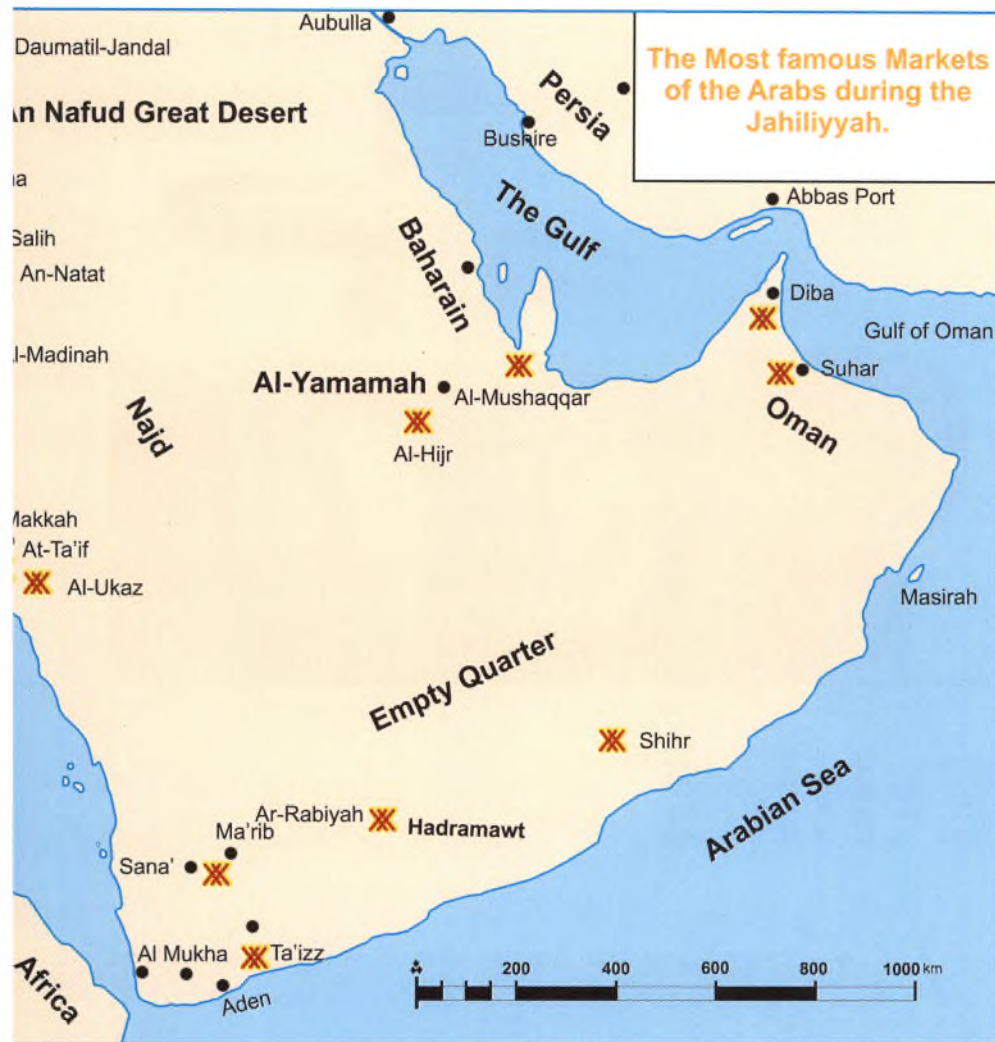 Aubulla
Daumatil-Jandal
The Most famous Markets
of the Arabs during the
Jahiliyyah.
An Nafud Great Desert
Persia
Bushire
na
Salih
An-Natat
Baharain
The Gulf
Abbas Port
Diba
Gulf of Oman
Al-Madinah
Suhar
Al-Yamamah
Al-Mushaqqar
Najd
Al-Hijr
Oman
Makkah
At-Ta'if
Al-Ukaz
Masirah
Empty Quarter
Shihr
Arabian Sea
Ar-Rabiyah
Hadramawt
Ma'rib
Sana'
Al Mukha
Ta'izz
Aden
Africa
200 400 600 800 1000 km